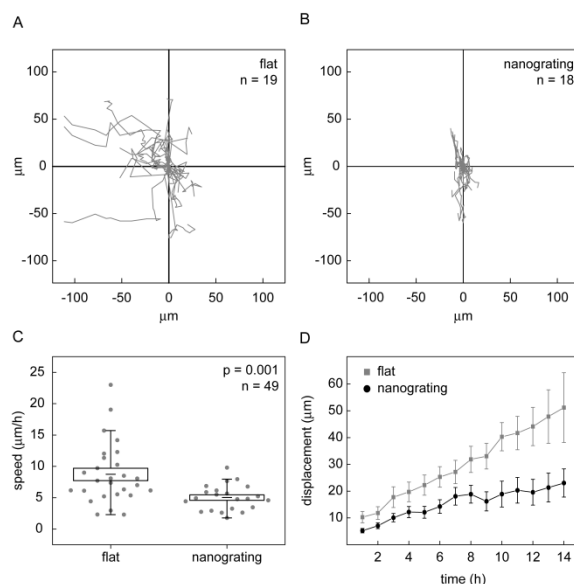 A
flat
n = 19
100
50
0
-50
-100
μm
-100 -50 0 50 100
μm
B
nanograting
n = 18
100
50
0
-50
-100
μm
-100 -50 0 50 100
μm
C
p = 0.001
n = 49
25
20
15
10
5
0
speed (μm/h)
flat nanograting
D
flat
nanograting
60
50
40
30
20
10
displacement (μm)
2 4 6 8 10 12 14
time (h)